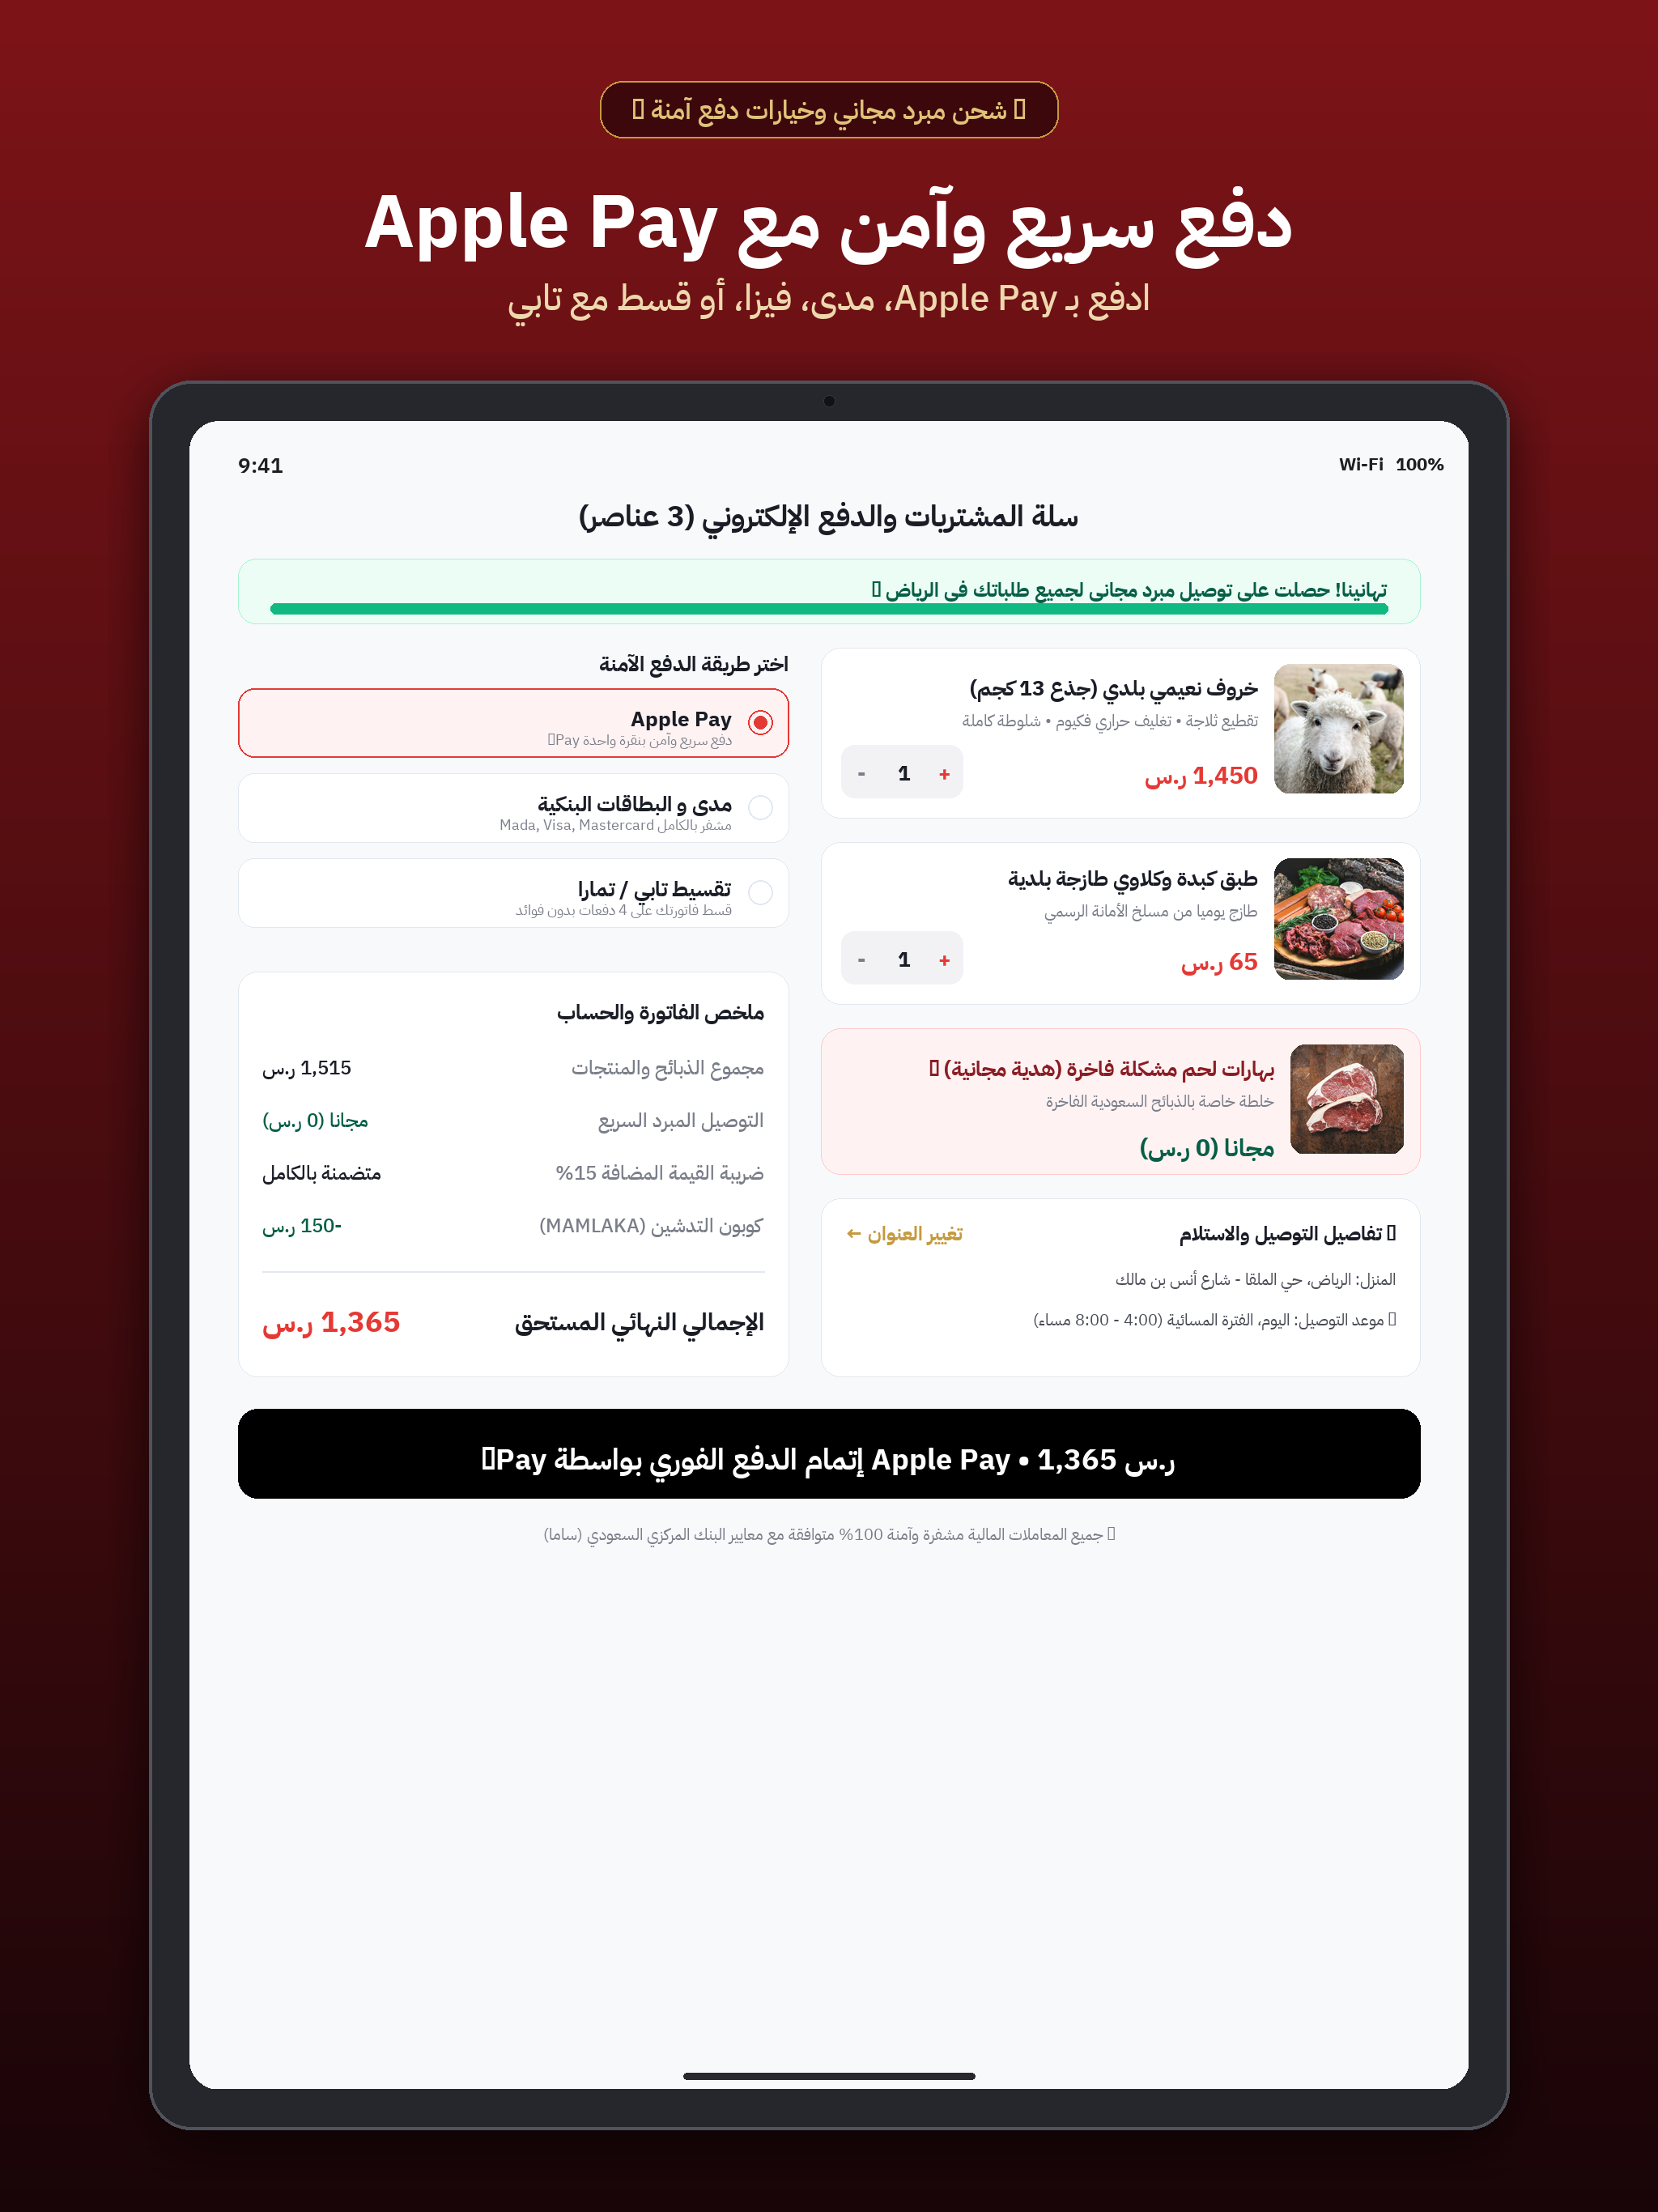 شحن مبرد مجاني وخيارات دفع آمنة
دفع سريع وآمن مع Apple Pay
ادفع بـ Apple Pay، مدى، فيزا، أو قسط مع تابي
9:41
Wi-Fi 100%
سلة المشتريات والدفع الإلكتروني (3 عناصر)
تهانينا! حصلت على توصيل مبرد مجاني لجميع طلباتك في الرياض
خروف نعيمي بلدي (جذع 13 كجم)
تقطيع ثلاجة • تغليف حراري فكيوم • شلوطة كاملة
1,450 ر.س
- 1 +
طبق كبدة وكلاوي طازجة بلدية
طازج يوميا من مسلخ الأمانة الرسمي
65 ر.س
- 1 +
بهارات لحم مشكلة فاخرة (هدية مجانية)
خلطة خاصة بالذبائح السعودية الفاخرة
مجانا (0 ر.س)
تفاصيل التوصيل والاستلام
تغيير العنوان ←
المنزل: الرياض، حي الملقا - شارع أنس بن مالك
موعد التوصيل: اليوم، الفترة المسائية (4:00 - 8:00 مساء)
اختر طريقة الدفع الآمنة
Apple Pay
دفع سريع وآمن بنقرة واحدة Pay
مدى و البطاقات البنكية
مشفر بالكامل Mada, Visa, Mastercard
تقسيط تابي / تمارا
قسط فاتورتك على 4 دفعات بدون فوائد
ملخص الفاتورة والحساب
مجموع الذبائح والمنتجات 1,515 ر.س
التوصيل المبرد السريع مجانا (0 ر.س)
ضريبة القيمة المضافة 15% متضمنة بالكامل
كوبون التدشين (MAMLAKA) -150 ر.س
الإجمالي النهائي المستحق 1,365 ر.س
ر.س 1,365 • Apple Pay إتمام الدفع الفوري بواسطة Pay
جميع المعاملات المالية مشفرة وآمنة 100% متوافقة مع معايير البنك المركزي السعودي (ساما)